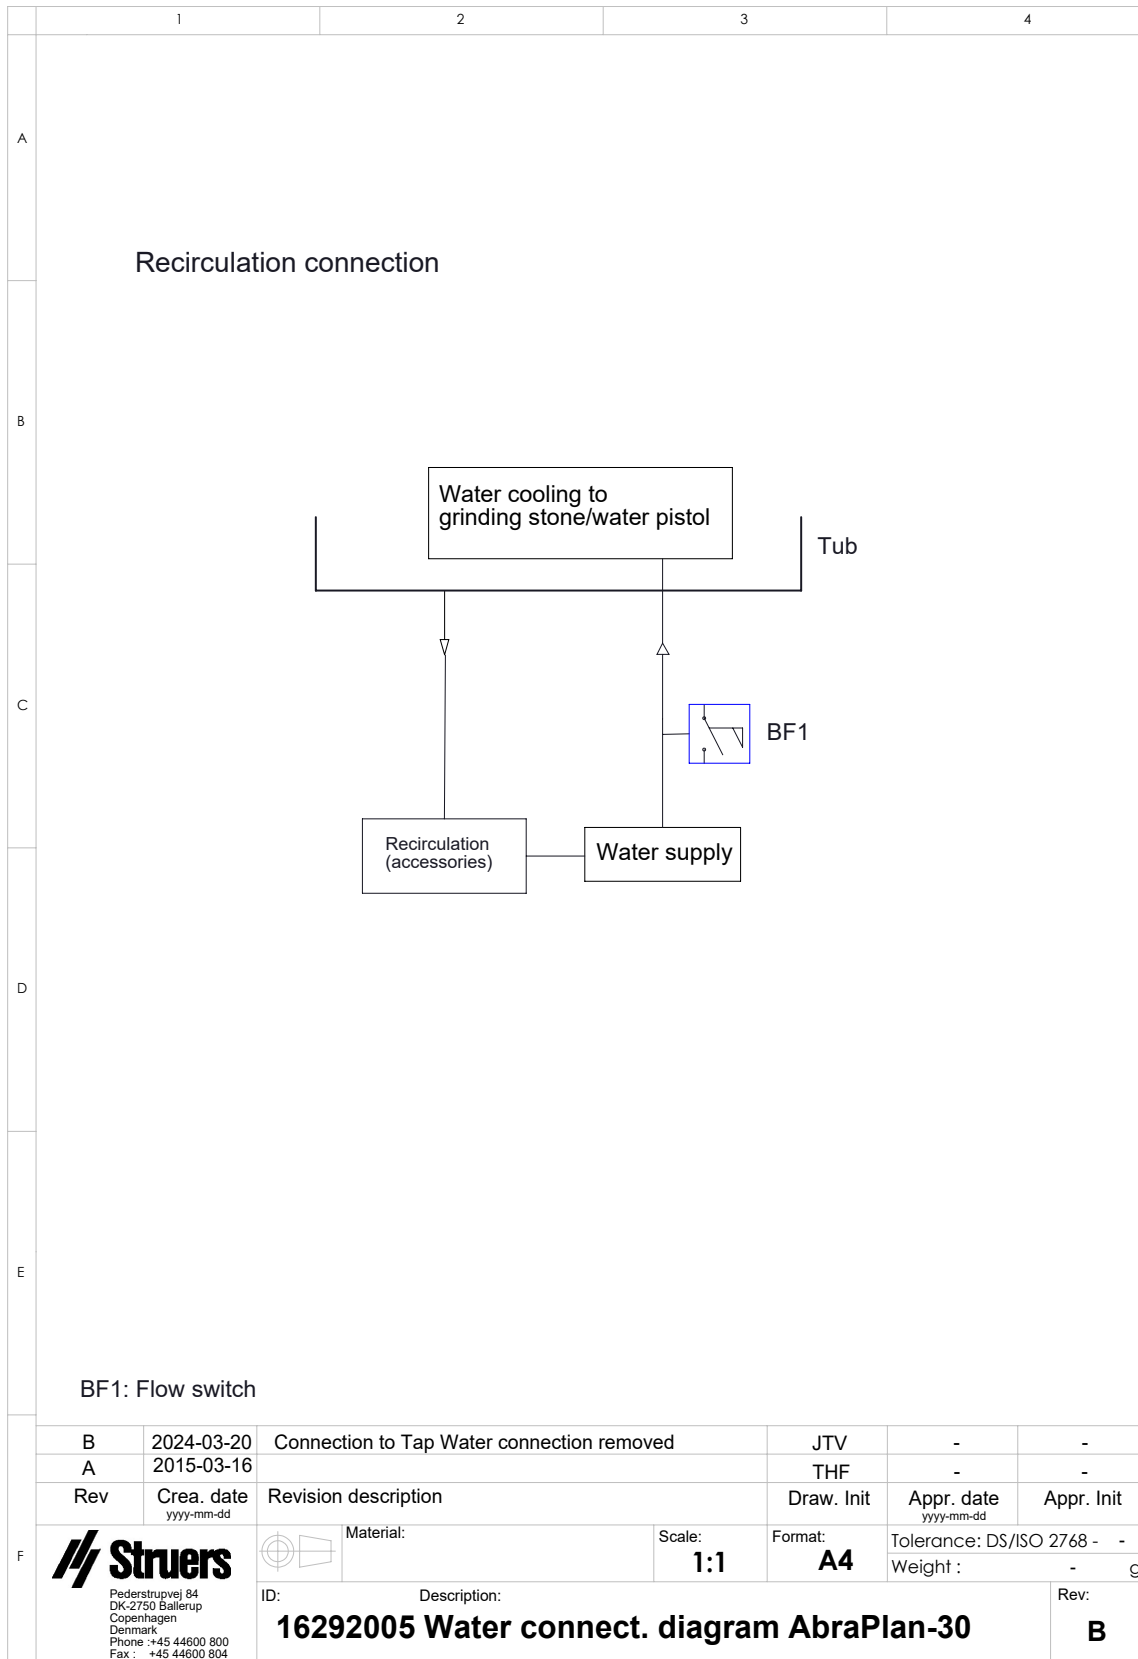 1 2 3 4
A
Recirculation connection
B
Water cooling to
grinding stone/water pistol
Tub
C
BF1
Recirculation
(accessories)
Water supply
D
E
BF1: Flow switch
B 2024-03-20 Connection to Tap Water connection removed JTV - -
A 2015-03-16 THF - -
Rev Crea. date Revision description Draw. Init Appr. date Appr. Init
yyyy-mm-dd yyyy-mm-dd
F
Struers
Pederstrupvej 84
DK-2750 Ballerup
Copenhagen
Denmark
Phone :+45 44600 800
Fax : +45 44600 804
Material:
Scale:
1:1
Format:
A4
Tolerance: DS/ISO 2768 - -
Weight : - g
ID: Description:
16292005 Water connect. diagram AbraPlan-30
Rev:
B